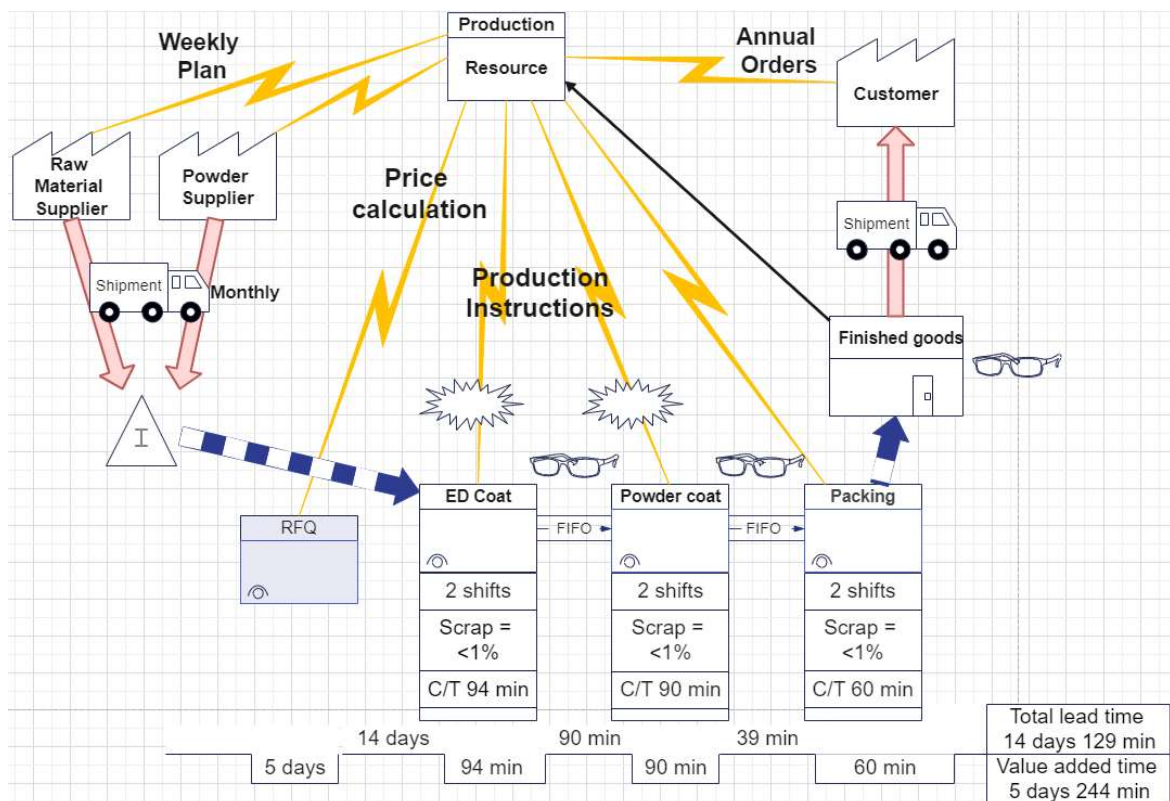 Production
Resource
Weekly
Plan
Annual
Orders
Customer
Raw
Material
Supplier
Powder
Supplier
Price
calculation
Shipment
Shipment
Monthly
Production
Instructions
Finished goods
I
RFQ
ED Coat
FIFO
Powder coat
FIFO
Packing
2 shifts
2 shifts
2 shifts
Scrap =
<1%
Scrap =
<1%
Scrap =
<1%
C/T 94 min
C/T 90 min
C/T 60 min
14 days
90 min
39 min
5 days
94 min
90 min
60 min
Total lead time
14 days 129 min
Value added time
5 days 244 min